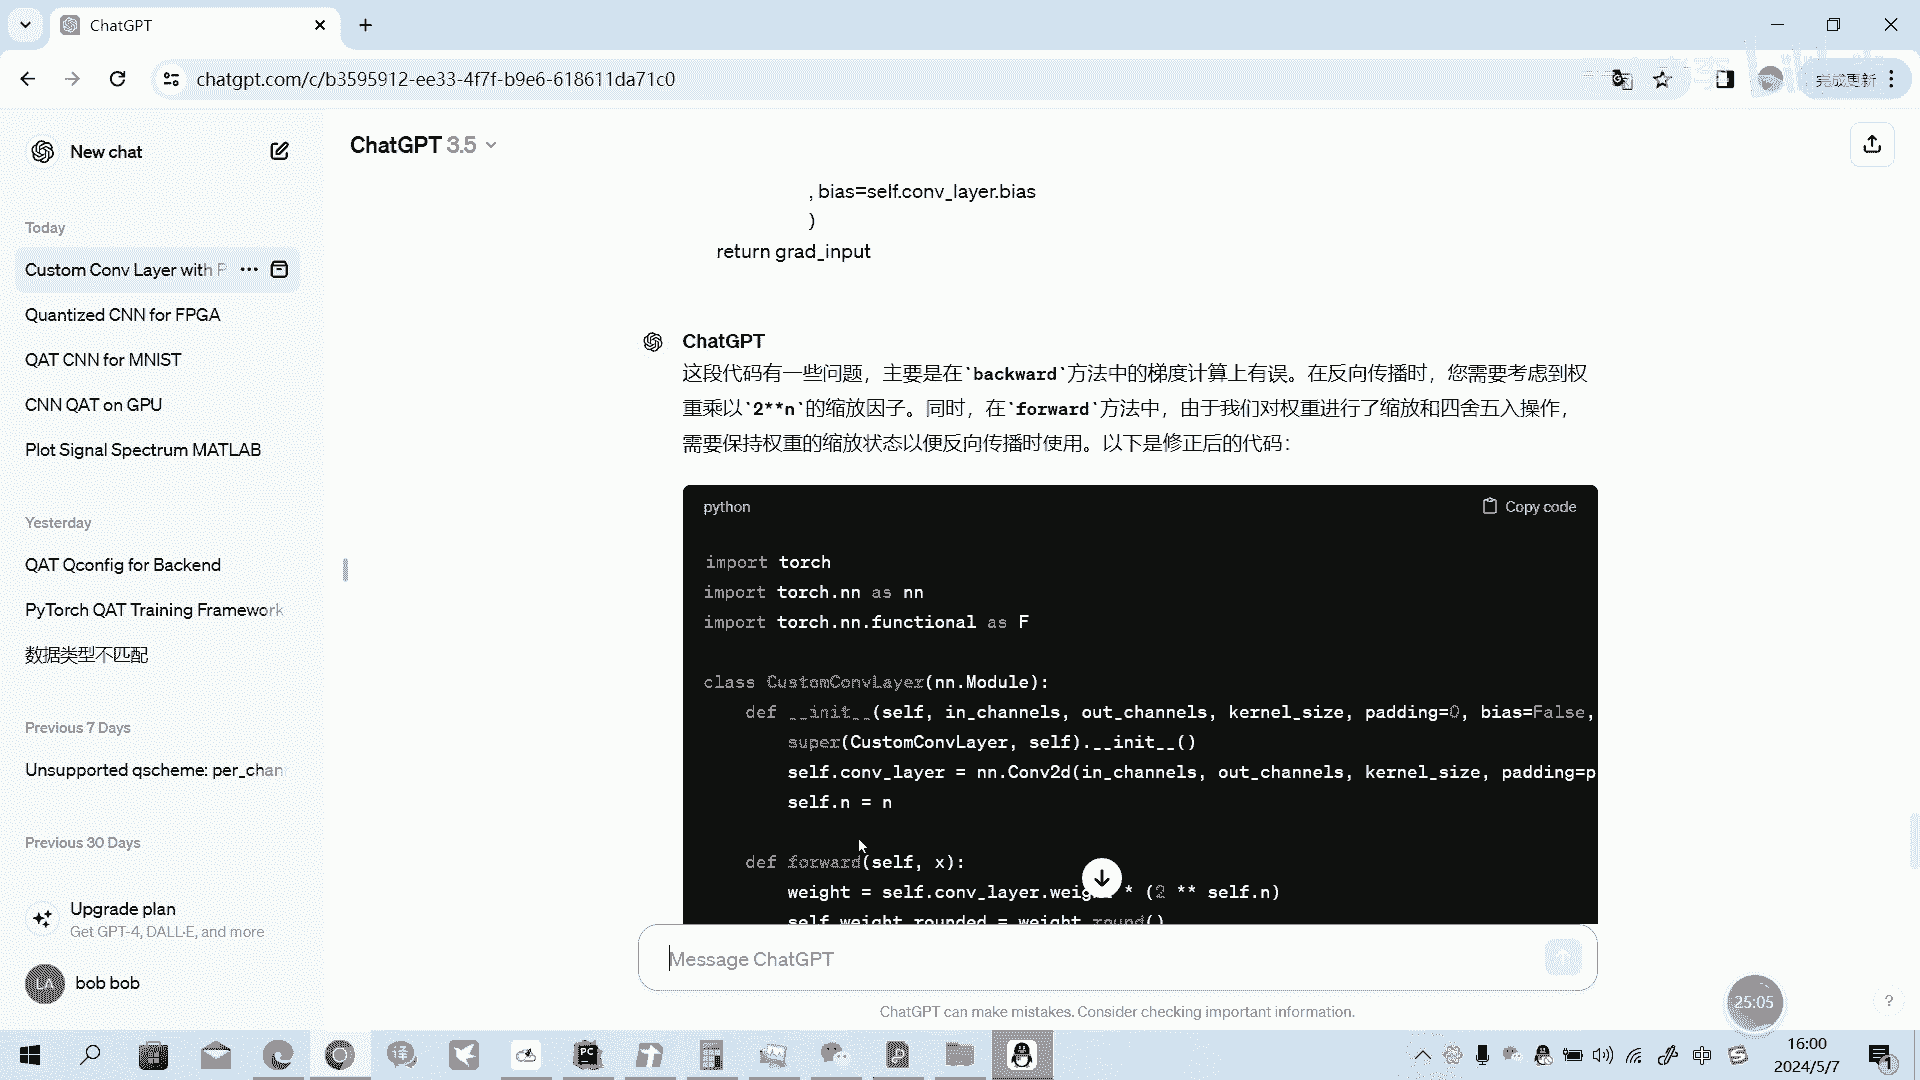 ChatGPT
chatgpt.com/c/b3595912-ee33-4f7f-b9e6-618611da71c0
完成更新
New chat
ChatGPT 3.5
Today
Custom Conv Layer with P
Quantized CNN for FPGA
QAT CNN for MNIST
CNN QAT on GPU
Plot Signal Spectrum MATLAB
Yesterday
QAT Qconfig for Backend
PyTorch QAT Training Framework
数据类型不匹配
Previous 7 Days
Unsupported qscheme: per_chan
Previous 30 Days
Upgrade plan
Get GPT-4, DALL·E, and more
LA
bob bob
, bias=self.conv_layer.bias
)
return grad_input
ChatGPT
这段代码有一些问题，主要是在`backward`方法中的梯度计算上有误。在反向传播时，您需要考虑到权
重乘以`2**n`的缩放因子。同时，在`forward`方法中，由于我们对权重进行了缩放和四舍五入操作，
需要保持权重的缩放状态以便反向传播时使用。以下是修正后的代码：
python
Copy code
import torch
import torch.nn as nn
import torch.nn.functional as F
class CustomConvLayer(nn.Module):
def __init__(self, in_channels, out_channels, kernel_size, padding=0, bias=False,
super(CustomConvLayer, self).__init__()
self.conv_layer = nn.Conv2d(in_channels, out_channels, kernel_size, padding=p
self.n = n
def forward(self, x):
weight = self.conv_layer.weig * (2 ** self.n)
self.weight_rounded = weight.round()
Message ChatGPT
ChatGPT can make mistakes. Consider checking important information.
25:05
?
PC
译
中
16:00
2024/5/7
1